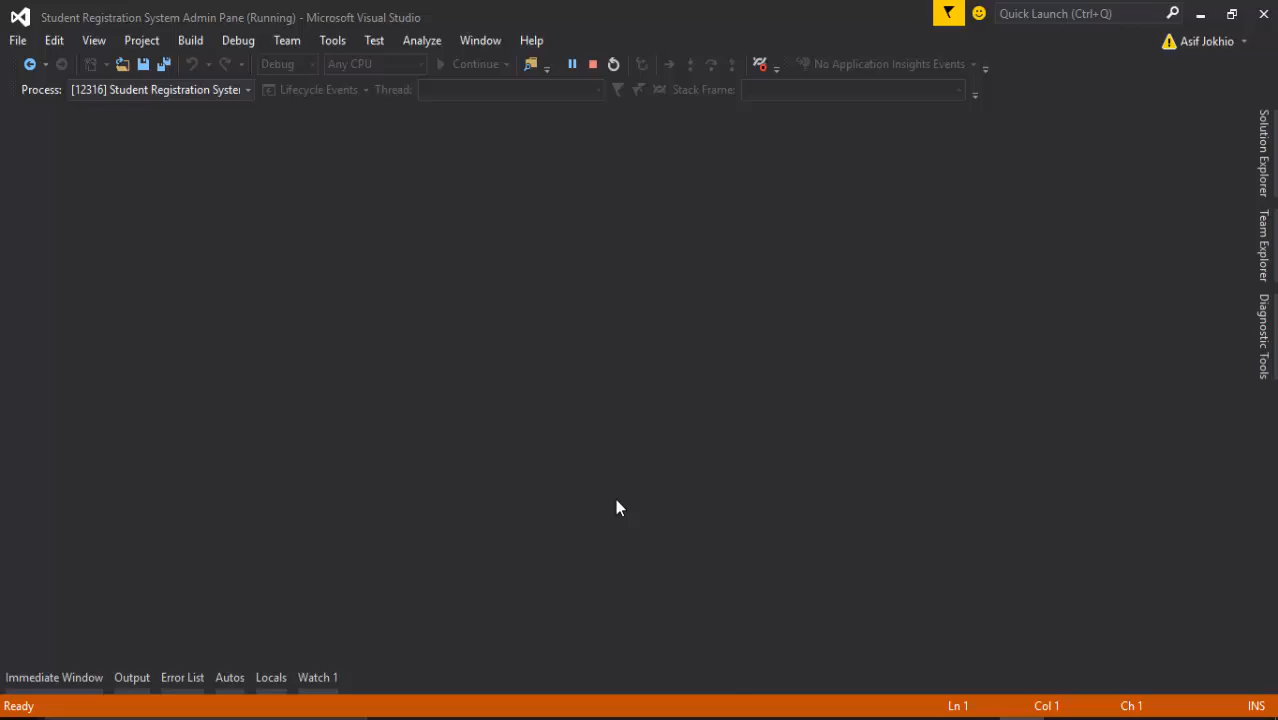 Student Registration System Admin Pane (Running) - Microsoft Visual Studio
Quick Launch (Ctrl+Q)
File Edit View Project Build Debug Team Tools Test Analyze Window Help
Asif Jokhio
Debug Any CPU Continue No Application Insights Events
Process: [12316] Student Registration System Lifecycle Events Thread: Stack Frame:
Solution Explorer
Team Explorer
Diagnostic Tools
Immediate Window Output Error List Autos Locals Watch 1
Ready Ln 1 Col 1 Ch 1 INS